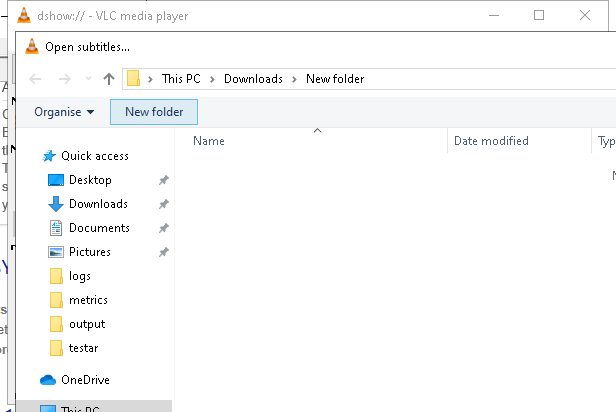 dshow:// - VLC media player
Open subtitles...
This PC > Downloads > New folder
Organise New folder
Name Date modified
Quick access
Desktop
Downloads
Documents
Pictures
logs
metrics
output
testar
OneDrive
This PC